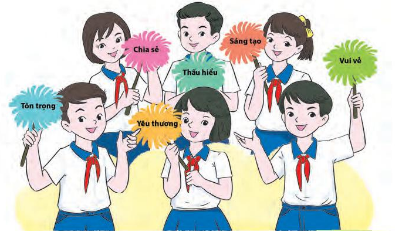 Chia sẻ
Sáng tạo
Thấu hiểu
Vui vẻ
Tôn trọng
Yêu thương